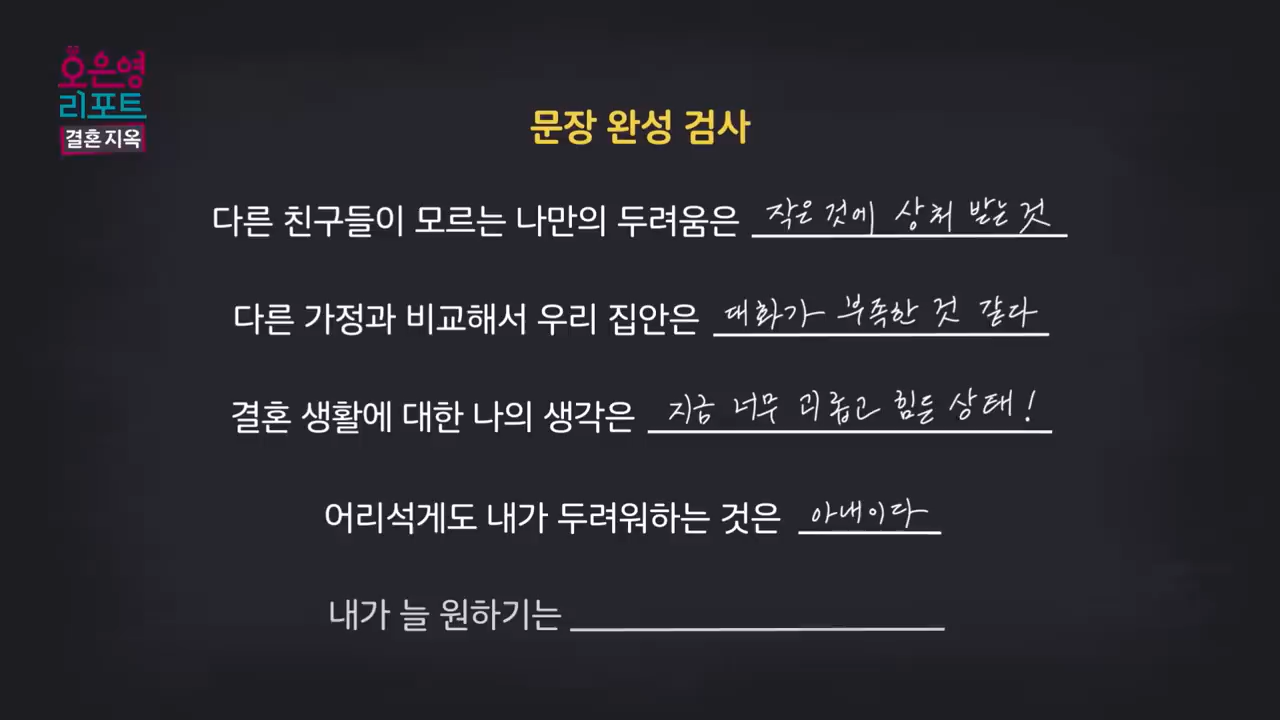 오은영
리포트
결혼 지옥
문장 완성 검사
다른 친구들이 모르는 나만의 두려움은 작은 것에 상처 받는 것
다른 가정과 비교해서 우리 집안은 대화가 부족한 것 같다
결혼 생활에 대한 나의 생각은 지금 너무 괴롭고 힘든 상태!
어리석게도 내가 두려워하는 것은 아내이다
내가 늘 원하기는